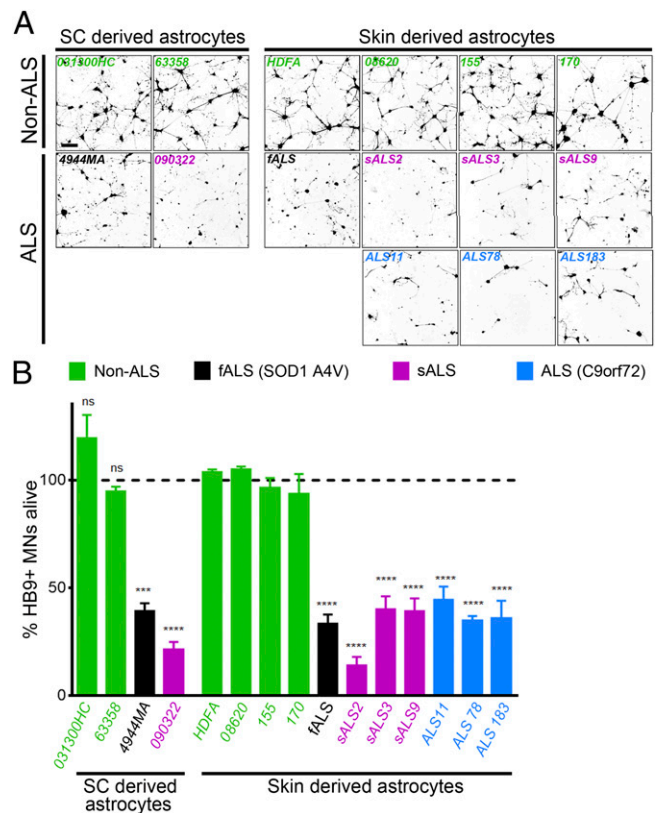 A
SC derived astrocytes
Skin derived astrocytes
Non-ALS
031300HC
63358
HDFA
08620
155
170
ALS
4944MA
090322
fALS
sALS2
sALS3
sALS9
ALS11
ALS78
ALS183
B
Non-ALS
fALS (SOD1 A4V)
sALS
ALS (C9orf72)
% HB9+ MNs alive
100
50
0
ns
ns
***
****
****
****
****
****
****
****
****
031300HC
63358
4944MA
090322
HDFA
08620
155
170
fALS
sALS2
sALS3
sALS9
ALS11
ALS 78
ALS 183
SC derived
astrocytes
Skin derived astrocytes